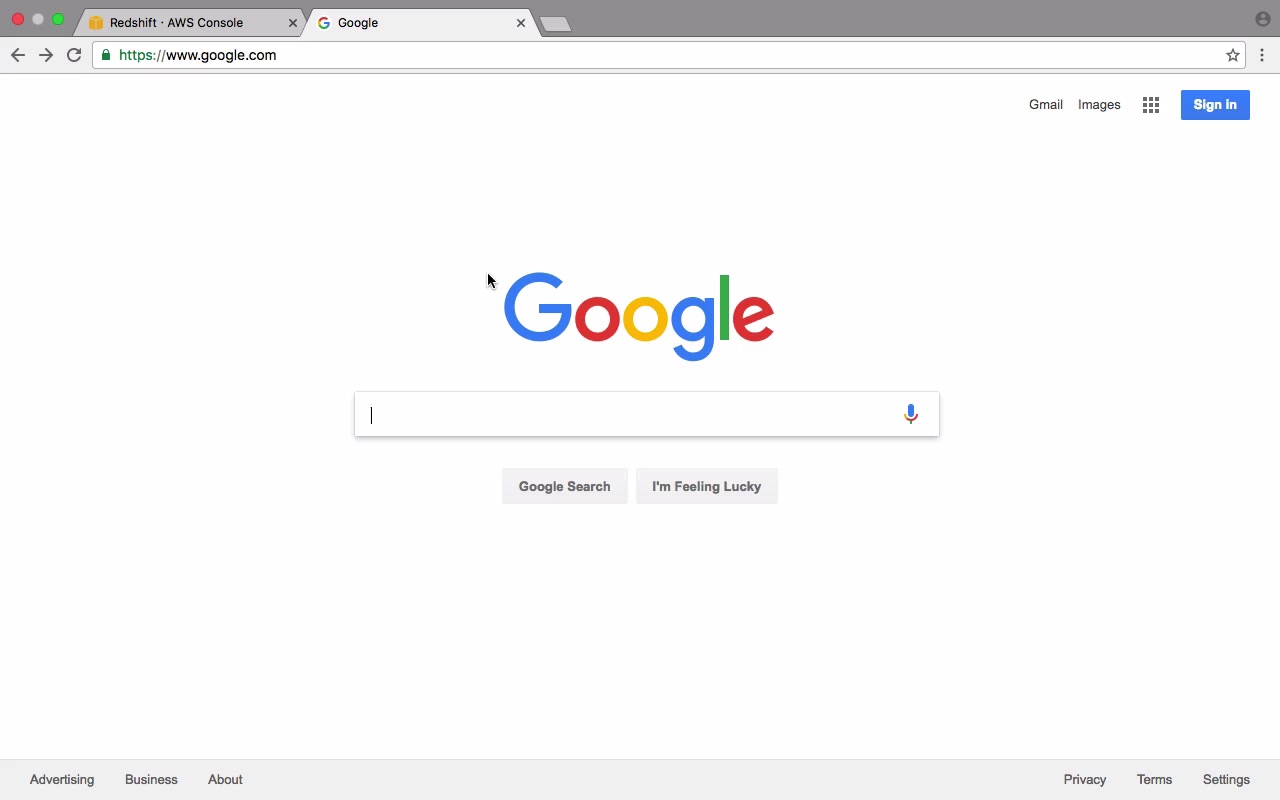 Redshift · AWS Console
Google
https://www.google.com
Gmail Images Sign in
Google
Google Search I'm Feeling Lucky
Advertising Business About Privacy Terms Settings